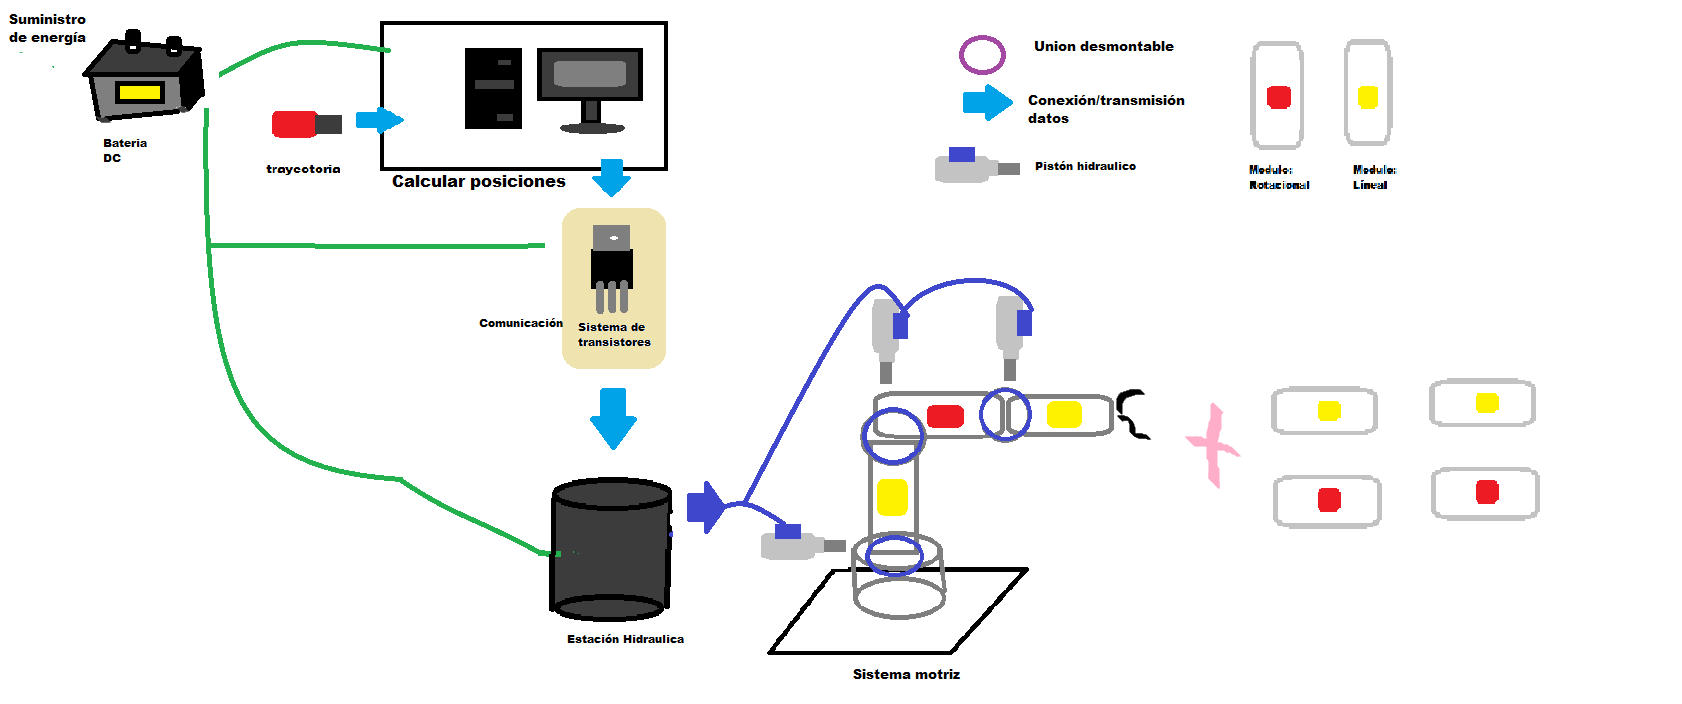 Suministro
de energía
Bateria
DC
trayectoria
Calcular posiciones
Comunicación
Sistema de
transistores
Estación Hidraulica
Sistema motriz
Union desmontable
Conexión/transmisión
datos
Pistón hidraulico
Modulo:
Rotacional
Modulo:
Líneal